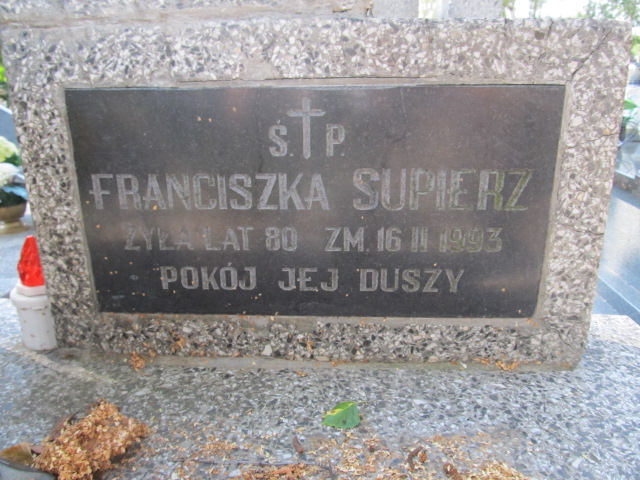 Ś. P.
FRANCISZKA SUPIERZ
ŻYŁA LAT 80 ZM. 16 II 1993
POKÓJ JEJ DUSZY